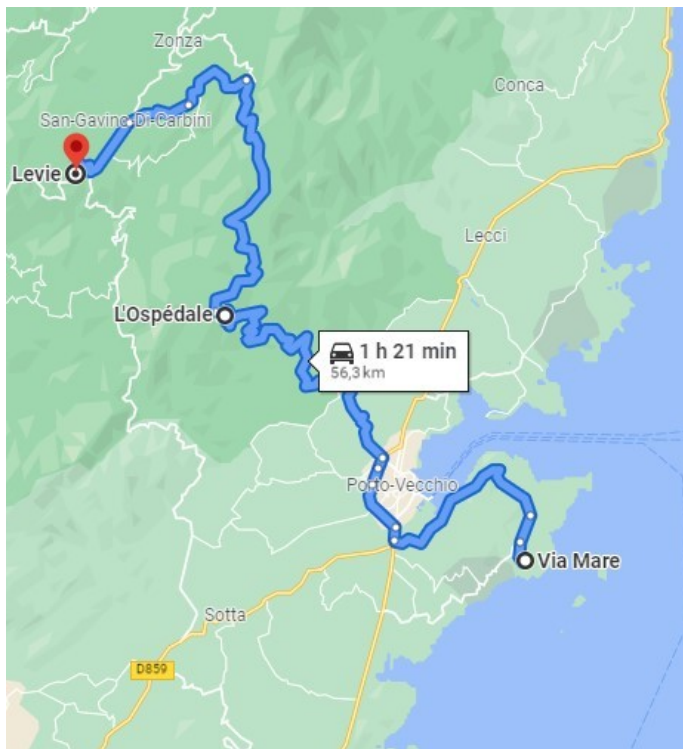 Zonza
Conca
San-Gavino-Di-Carbini
Levie
Lecci
L'Ospédale
1 h 21 min
56,3 km
Porto-Vecchio
Via Mare
Sotta
D859